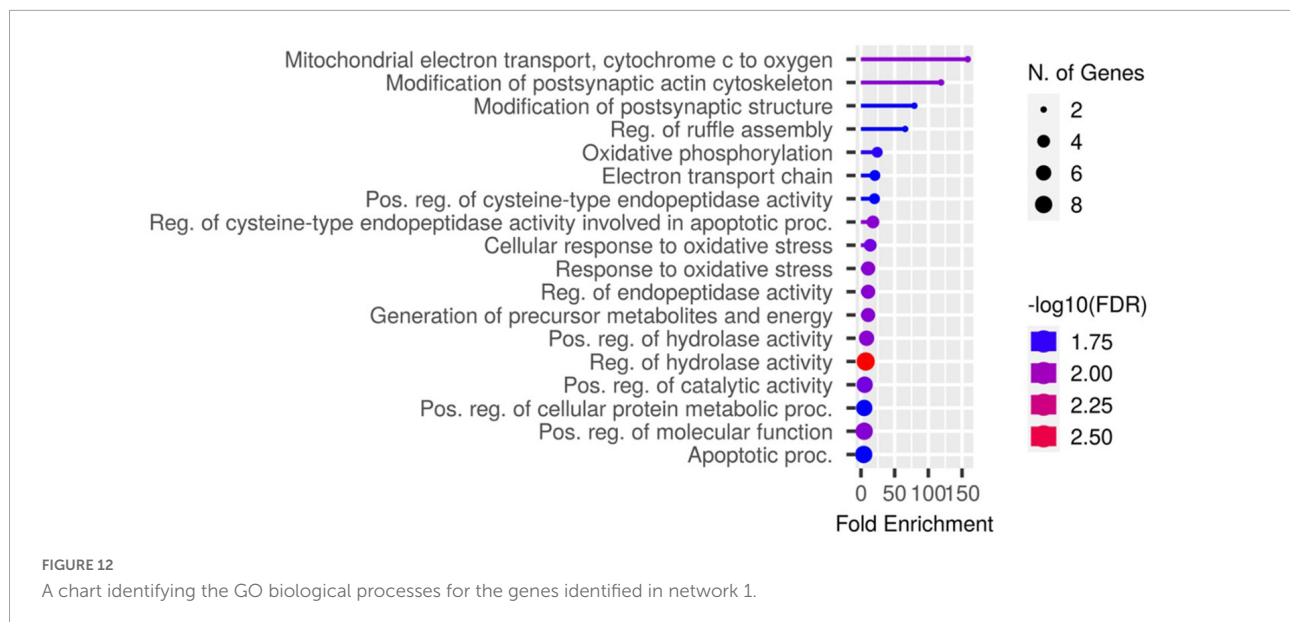 Mitochondrial electron transport, cytochrome c to oxygen
Modification of postsynaptic actin cytoskeleton
Modification of postsynaptic structure
Reg. of ruffle assembly
Oxidative phosphorylation
Electron transport chain
Pos. reg. of cysteine-type endopeptidase activity
Reg. of cysteine-type endopeptidase activity involved in apoptotic proc.
Cellular response to oxidative stress
Response to oxidative stress
Reg. of endopeptidase activity
Generation of precursor metabolites and energy
Pos. reg. of hydrolase activity
Reg. of hydrolase activity
Pos. reg. of catalytic activity
Pos. reg. of cellular protein metabolic proc.
Pos. reg. of molecular function
Apoptotic proc.
0 50 100 150
Fold Enrichment
N. of Genes
2
4
6
8
-log10(FDR)
1.75
2.00
2.25
2.50
FIGURE 12
A chart identifying the GO biological processes for the genes identified in network 1.